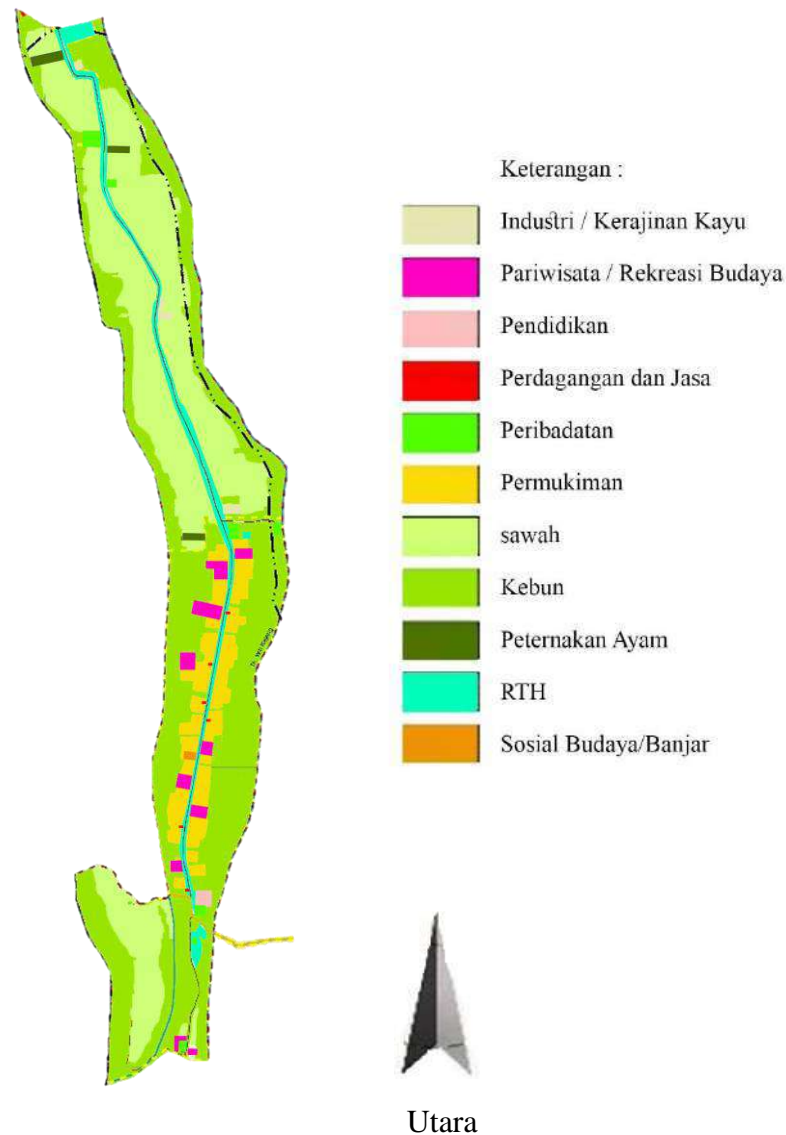 Keterangan :
Industri / Kerajinan Kayu
Pariwisata / Rekreasi Budaya
Pendidikan
Perdagangan dan Jasa
Peribadatan
Permukiman
sawah
Kebun
Peternakan Ayam
RTH
Sosial Budaya/Banjar
Utara